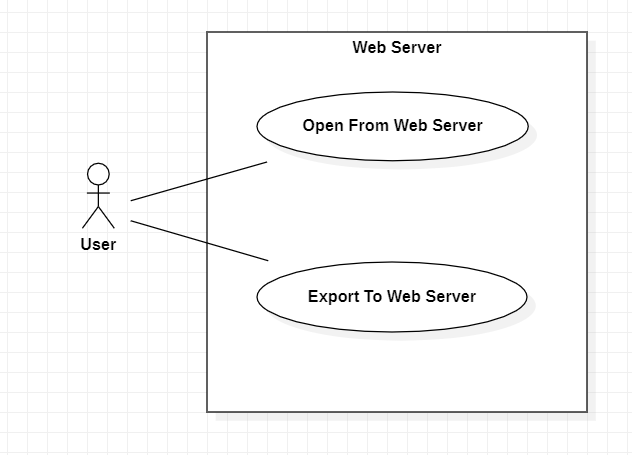 Web Server
Open From Web Server
User
Export To Web Server